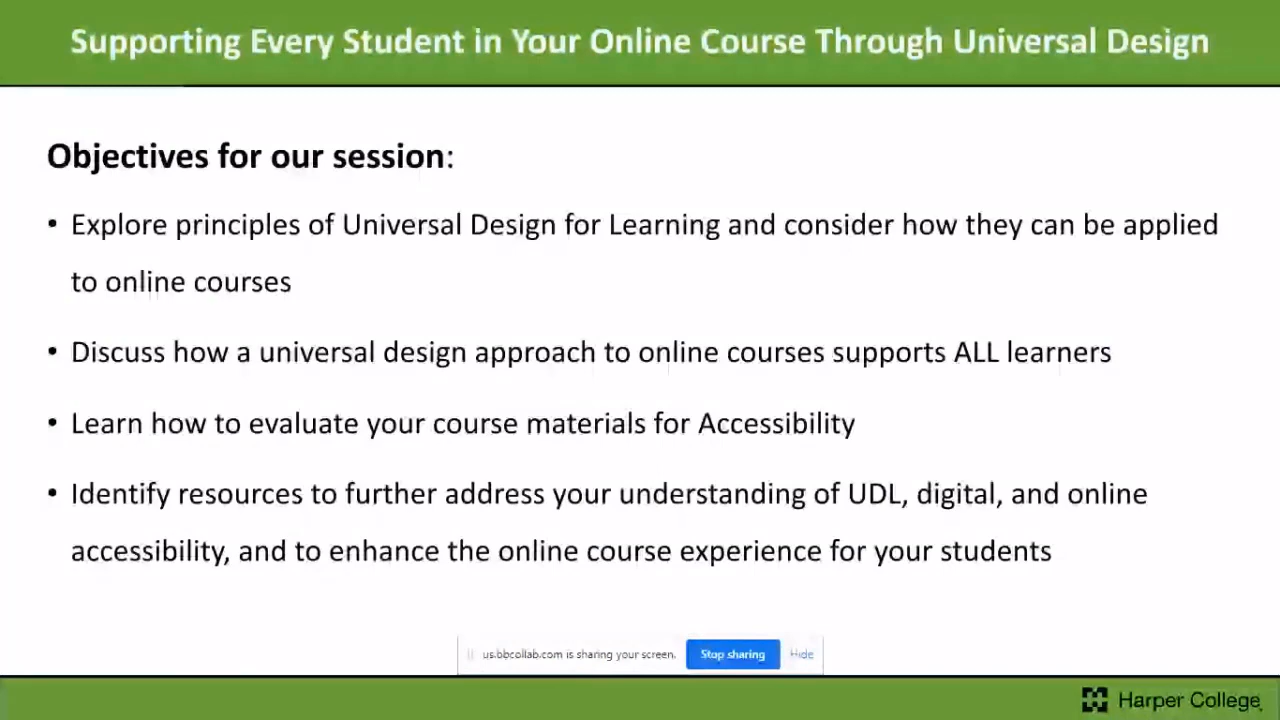 Supporting Every Student in Your Online Course Through Universal Design
Objectives for our session:
• Explore principles of Universal Design for Learning and consider how they can be applied
to online courses
• Discuss how a universal design approach to online courses supports ALL learners
• Learn how to evaluate your course materials for Accessibility
• Identify resources to further address your understanding of UDL, digital, and online
accessibility, and to enhance the online course experience for your students
us.bbcollab.com is sharing your screen. Stop sharing Hide
Harper College